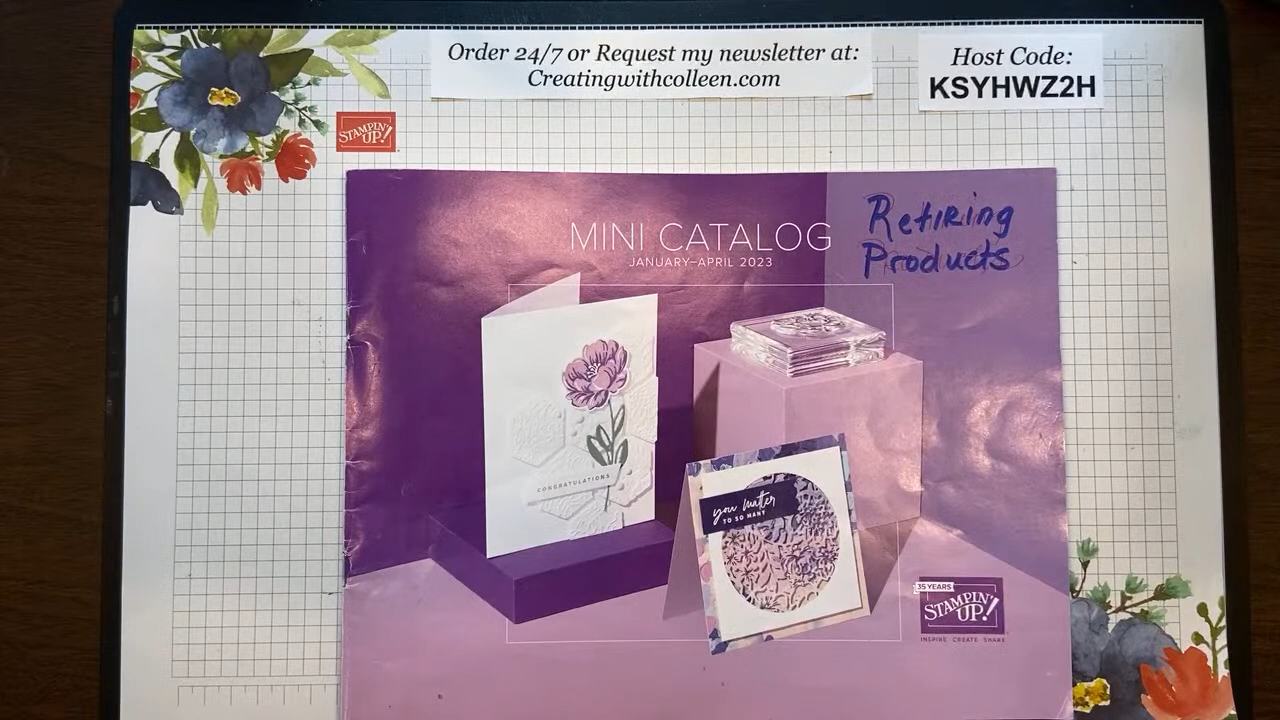 Order 24/7 or Request my newsletter at:
Creatingwithcolleen.com
Host Code:
KSYHWZ2H
STAMPIN'
UP!
MINI CATALOG
JANUARY–APRIL 2023
Retiring
Products
CONGRATULATIONS
you matter
TO SO MANY
35 YEARS
STAMPIN'
UP!
INSPIRE CREATE SHARE